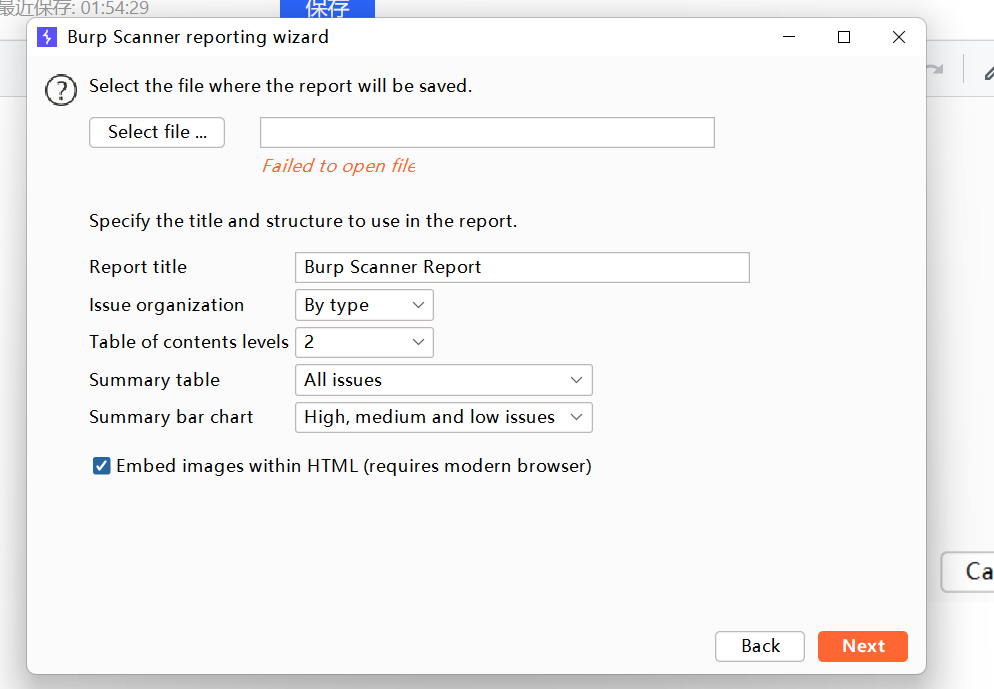 最近保存: 01:54:29
保存
Burp Scanner reporting wizard
Select the file where the report will be saved.
Select file ...
Failed to open file
Specify the title and structure to use in the report.
Report title
Burp Scanner Report
Issue organization
By type
Table of contents levels
2
Summary table
All issues
Summary bar chart
High, medium and low issues
Embed images within HTML (requires modern browser)
Ca
Back
Next